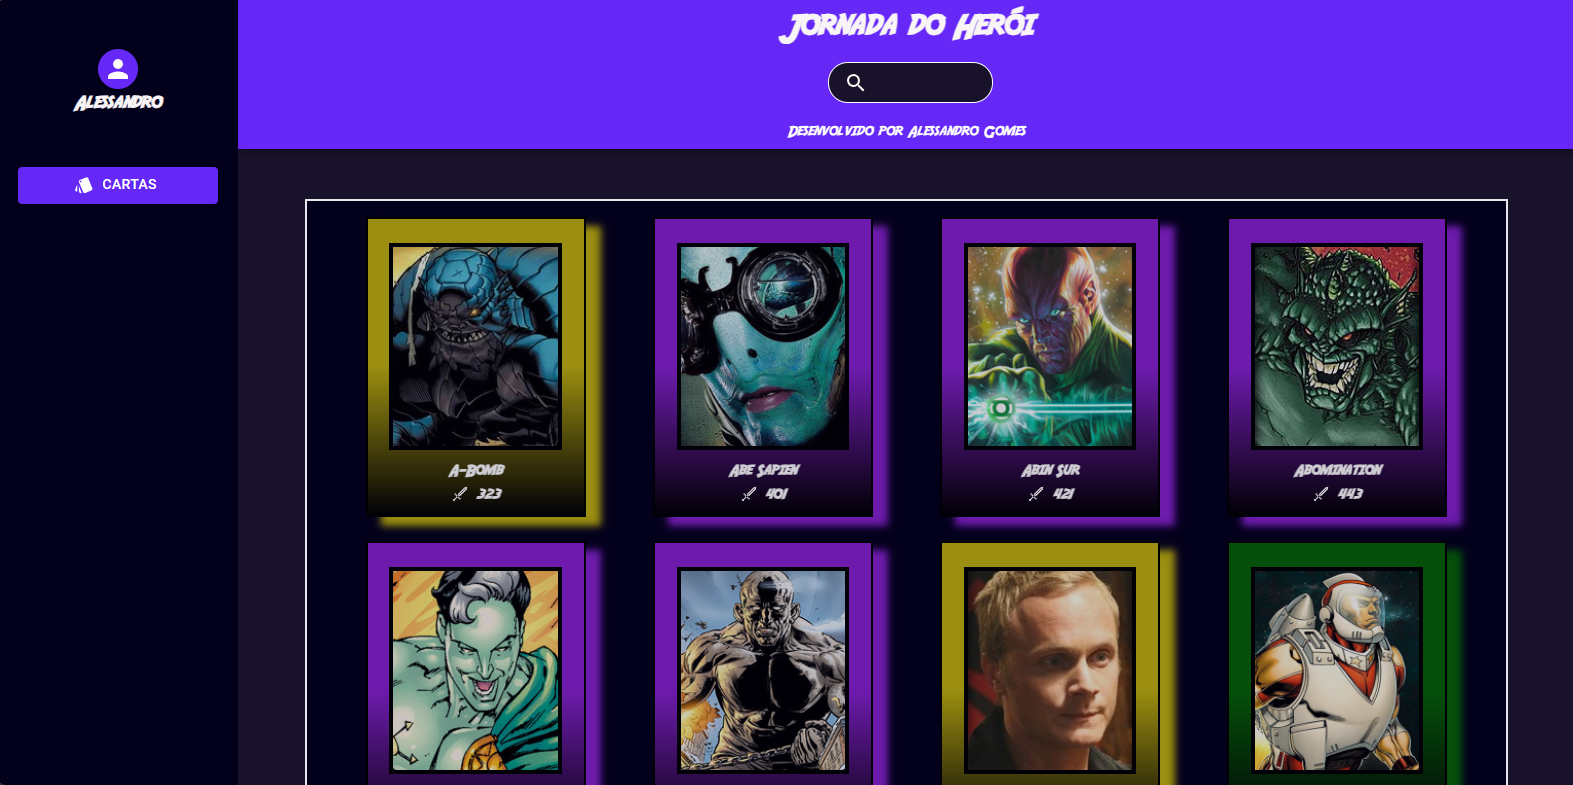 Jornada do Herói
Alessandro
Desenvolvido por Alessandro Gomes
CARTAS
A-Bomb
323
Abe Sapien
401
Abin Sur
421
Abomination
443